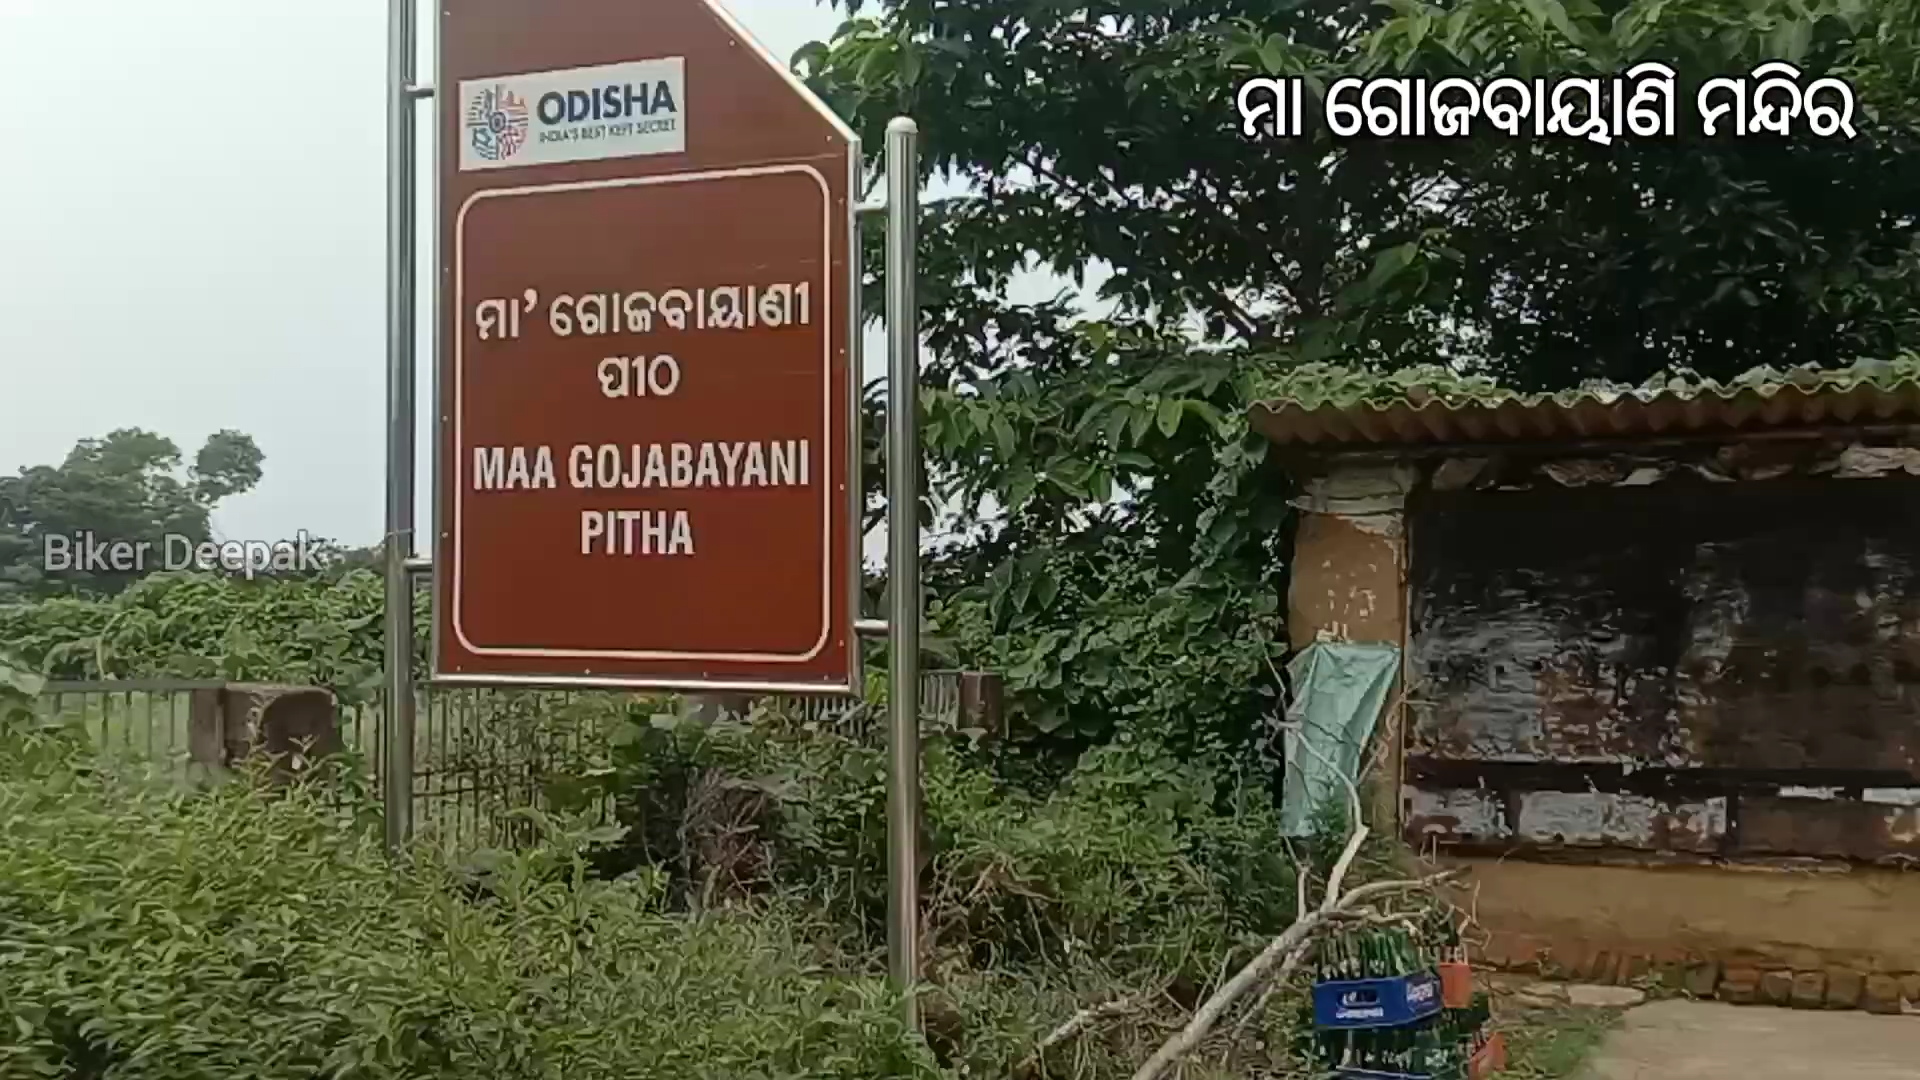 ମା ଗୋଜବାୟାଣି ମନ୍ଦିର
ODISHA
INDIA'S BEST KEPT SECRET
ମା' ଗୋଜବାୟାଣୀ
ପୀଠ
MAA GOJABAYANI
PITHA
Biker Deepak